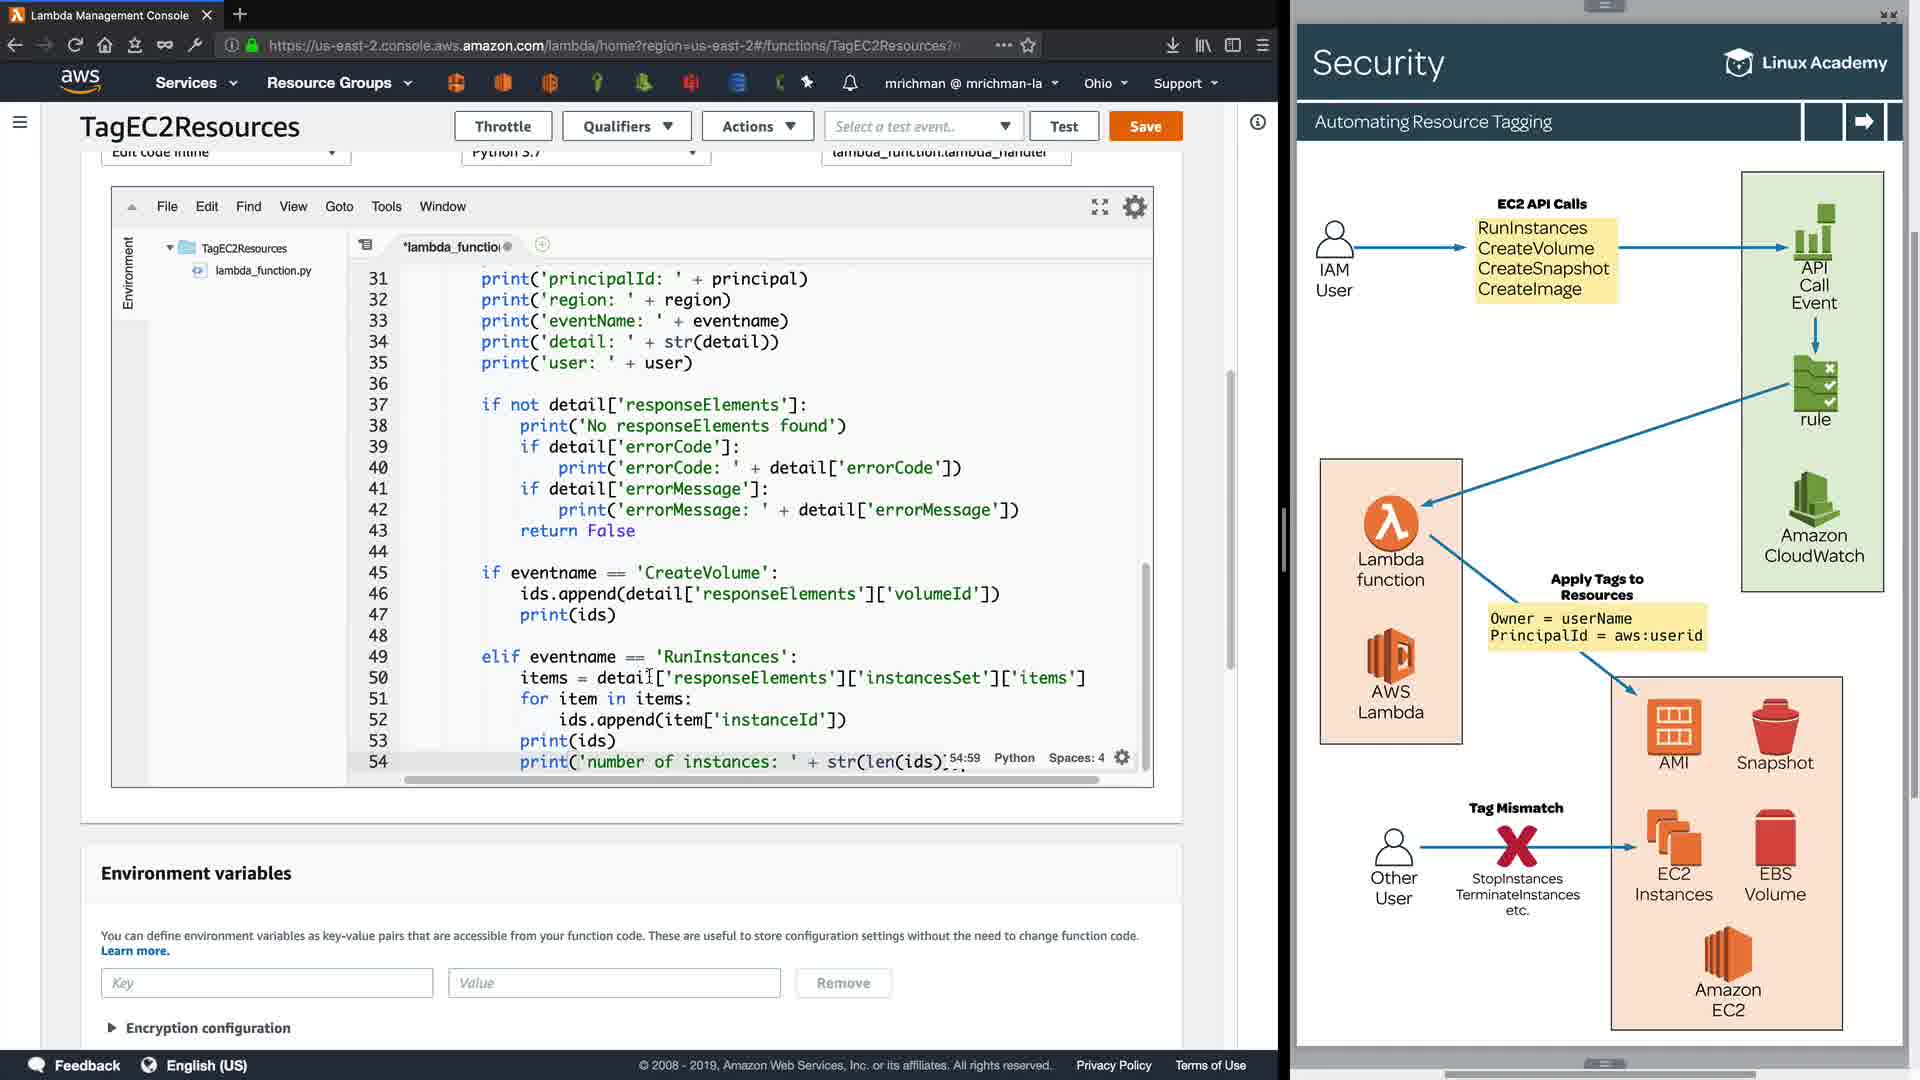 Lambda Management Console
https://us-east-2.console.aws.amazon.com/lambda/home?region=us-east-2#/functions/TagEC2Resources?
aws
Services
Resource Groups
mrichman @ mrichman-la
Ohio
Support
TagEC2Resources
Throttle
Qualifiers
Actions
Select a test event..
Test
Save
Edit code inline
Python 3.7
lambda_function.lambda_handler
File
Edit
Find
View
Goto
Tools
Window
Environment
TagEC2Resources
lambda_function.py
*lambda_function
31 print('principalId: ' + principal)
32 print('region: ' + region)
33 print('eventName: ' + eventname)
34 print('detail: ' + str(detail))
35 print('user: ' + user)
36
37 if not detail['responseElements']:
38 print('No responseElements found')
39 if detail['errorCode']:
40 print('errorCode: ' + detail['errorCode'])
41 if detail['errorMessage']:
42 print('errorMessage: ' + detail['errorMessage'])
43 return False
44
45 if eventname == 'CreateVolume':
46 ids.append(detail['responseElements']['volumeId'])
47 print(ids)
48
49 elif eventname == 'RunInstances':
50 items = detail['responseElements']['instancesSet']['items']
51 for item in items:
52 ids.append(item['instanceId'])
53 print(ids)
54 print('number of instances: ' + str(len(ids)
54:59 Python Spaces: 4
Environment variables
You can define environment variables as key-value pairs that are accessible from your function code. These are useful to store configuration settings without the need to change function code.
Learn more.
Key
Value
Remove
Encryption configuration
Feedback
English (US)
© 2008 - 2019, Amazon Web Services, Inc. or its affiliates. All rights reserved.
Privacy Policy
Terms of Use
Security
Linux Academy
Automating Resource Tagging
EC2 API Calls
RunInstances
CreateVolume
CreateSnapshot
CreateImage
IAM
User
API
Call
Event
rule
Amazon
CloudWatch
Lambda
function
AWS
Lambda
Apply Tags to
Resources
Owner = userName
PrincipalId = aws:userid
AMI
Snapshot
Tag Mismatch
Other
User
StopInstances
TerminateInstances
etc.
EC2
Instances
EBS
Volume
Amazon
EC2